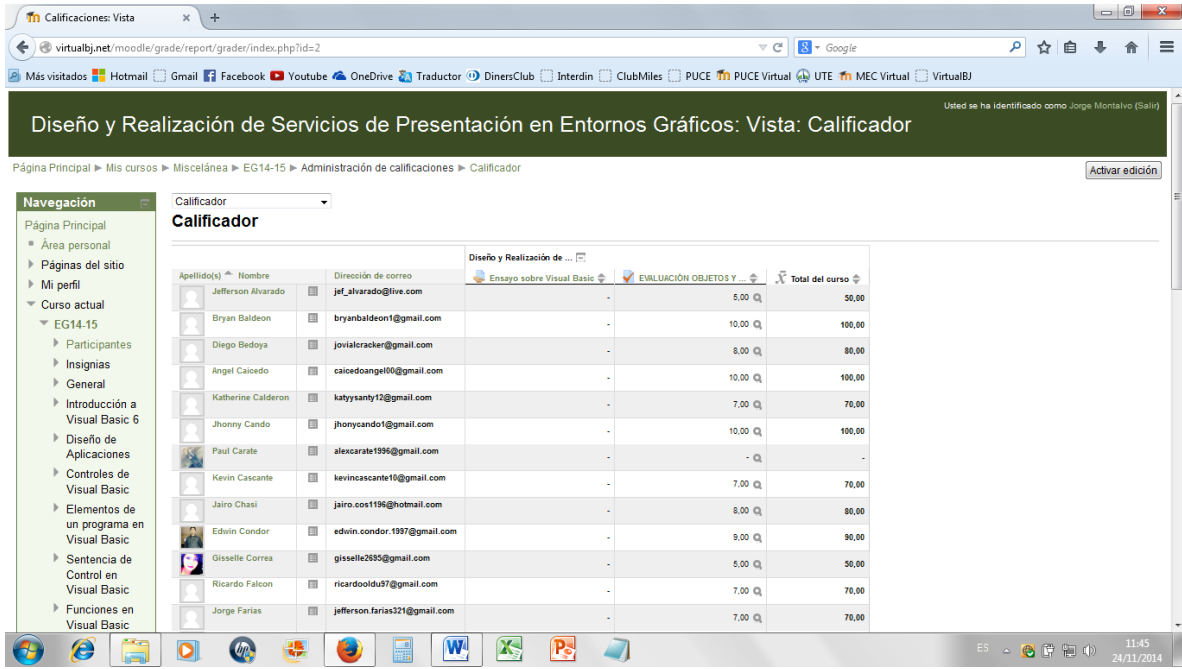 Calificaciones: Vista
virtualbj.net/moodle/grade/report/grader/index.php?id=2
Google
Más visitados Hotmail Gmail Facebook Youtube OneDrive Traductor DinersClub Interdin ClubMiles PUCE PUCE Virtual UTE MEC Virtual VirtualBJ
Usted se ha identificado como Jorge Montalvo (Salir)
Diseño y Realización de Servicios de Presentación en Entornos Gráficos: Vista: Calificador
Página Principal ► Mis cursos ► Miscelánea ► EG14-15 ► Administración de calificaciones ► Calificador
Activar edición
Navegación
Página Principal
Área personal
Páginas del sitio
Mi perfil
Curso actual
EG14-15
Participantes
Insignias
General
Introducción a
Visual Basic 6
Diseño de
Aplicaciones
Controles de
Visual Basic
Elementos de
un programa en
Visual Basic
Sentencia de
Control en
Visual Basic
Funciones en
Visual Basic
Calificador
Calificador
Diseño y Realización de ...
Apellido(s) Nombre Dirección de correo Ensayo sobre Visual Basic EVALUACIÓN OBJETOS Y ... Total del curso
Jefferson Alvarado jef_alvarado@live.com - 5,00 50,00
Bryan Baldeon bryanbaldeon1@gmail.com - 10,00 100,00
Diego Bedoya jovialcracker@gmail.com - 8,00 80,00
Angel Caicedo caicedoangel00@gmail.com - 10,00 100,00
Katherine Calderon katyysanty12@gmail.com - 7,00 70,00
Jhonny Cando jhonycando1@gmail.com - 10,00 100,00
Paul Carate alexcarate1996@gmail.com - - -
Kevin Cascante kevincascante10@gmail.com - 7,00 70,00
Jairo Chasi jairo.cos1196@hotmail.com - 8,00 80,00
Edwin Condor edwin.condor.1997@gmail.com - 9,00 90,00
Gisselle Correa gisselle2695@gmail.com - 5,00 50,00
Ricardo Falcon ricardooldu97@gmail.com - 7,00 70,00
Jorge Farias jefferson.farias321@gmail.com - 7,00 70,00
ES
11:45
24/11/2014